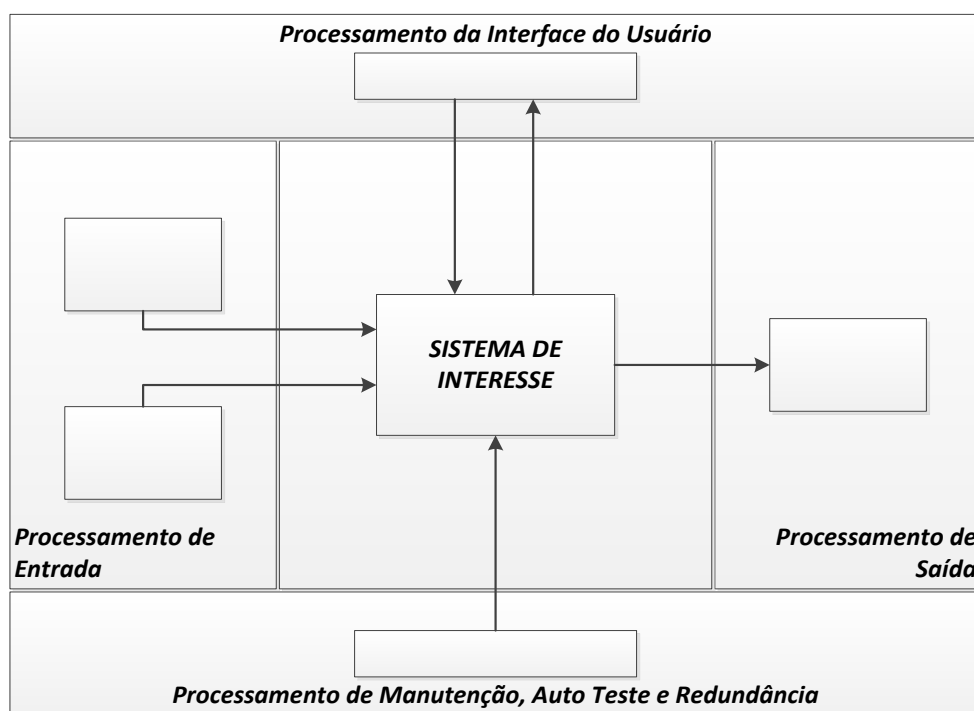 Processamento da Interface do Usuário
SISTEMA DE
INTERESSE
Processamento de
Entrada
Processamento de
Saída
Processamento de Manutenção, Auto Teste e Redundância